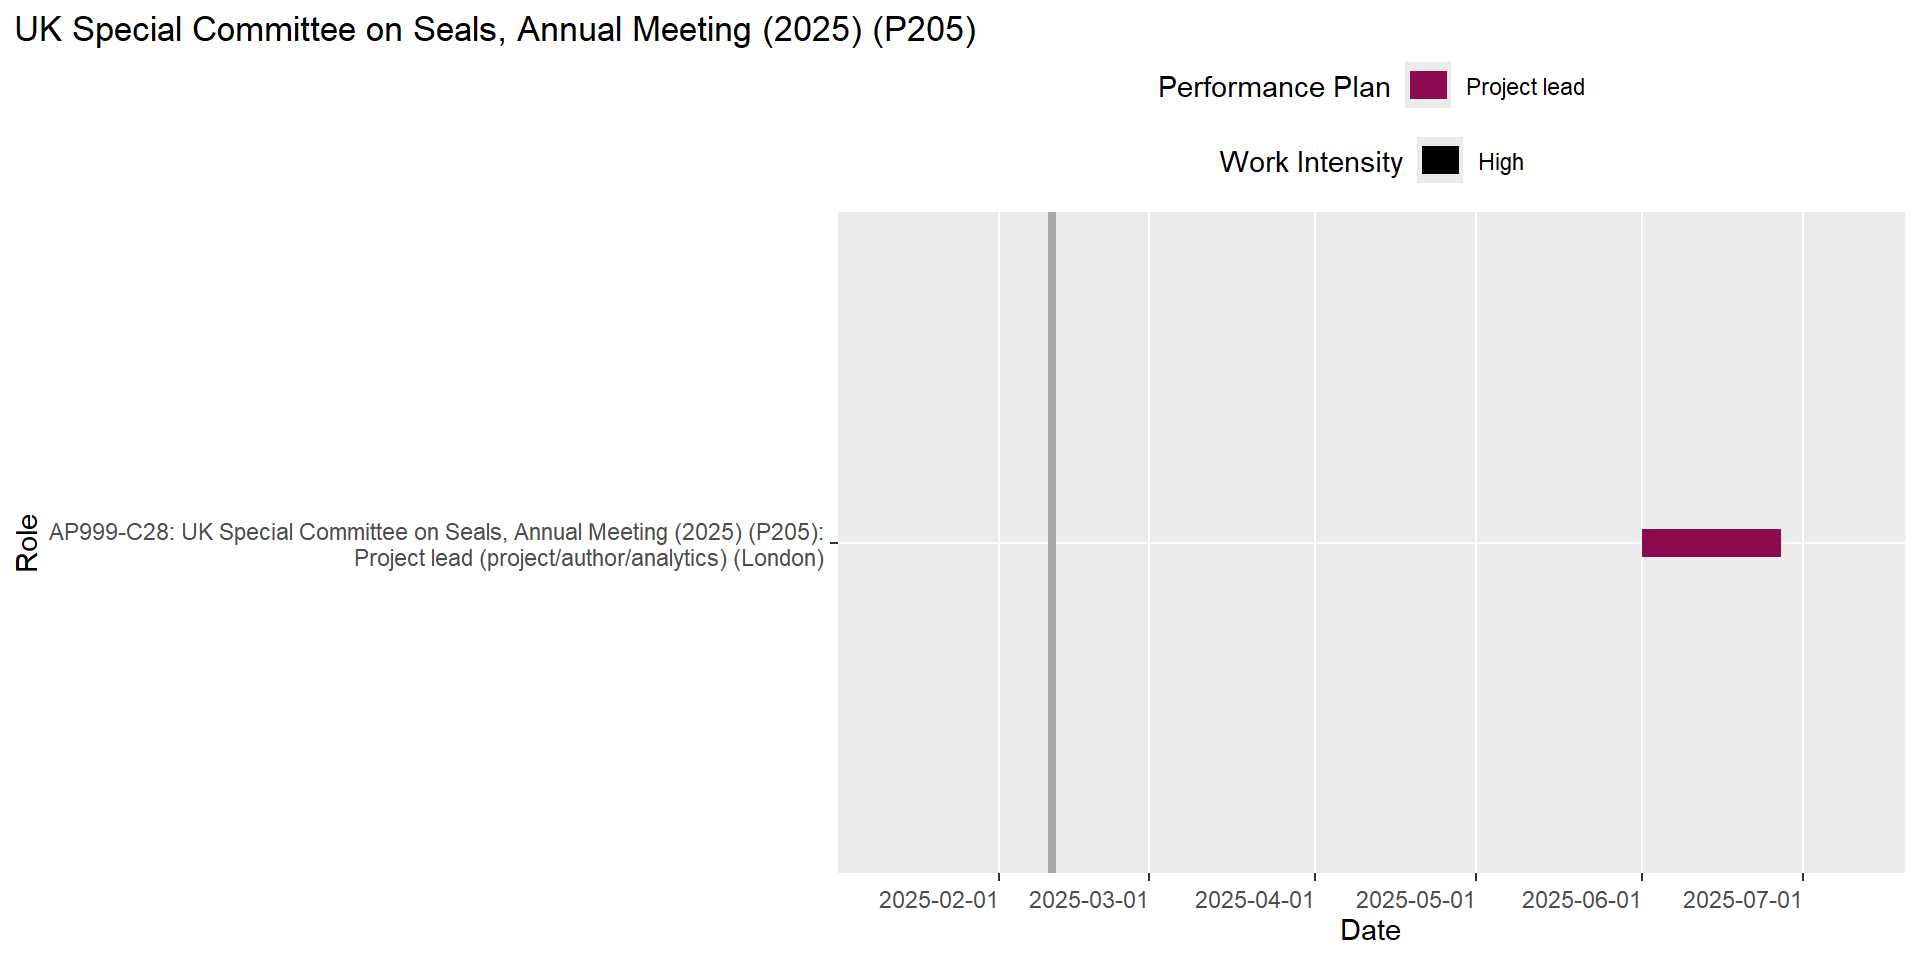 UK Special Committee on Seals, Annual Meeting (2025) (P205)
Performance Plan
Project lead
Work Intensity
High
Role
AP999-C28: UK Special Committee on Seals, Annual Meeting (2025) (P205):
Project lead (project/author/analytics) (London)
2025-02-01
2025-03-01
2025-04-01
2025-05-01
2025-06-01
2025-07-01
Date